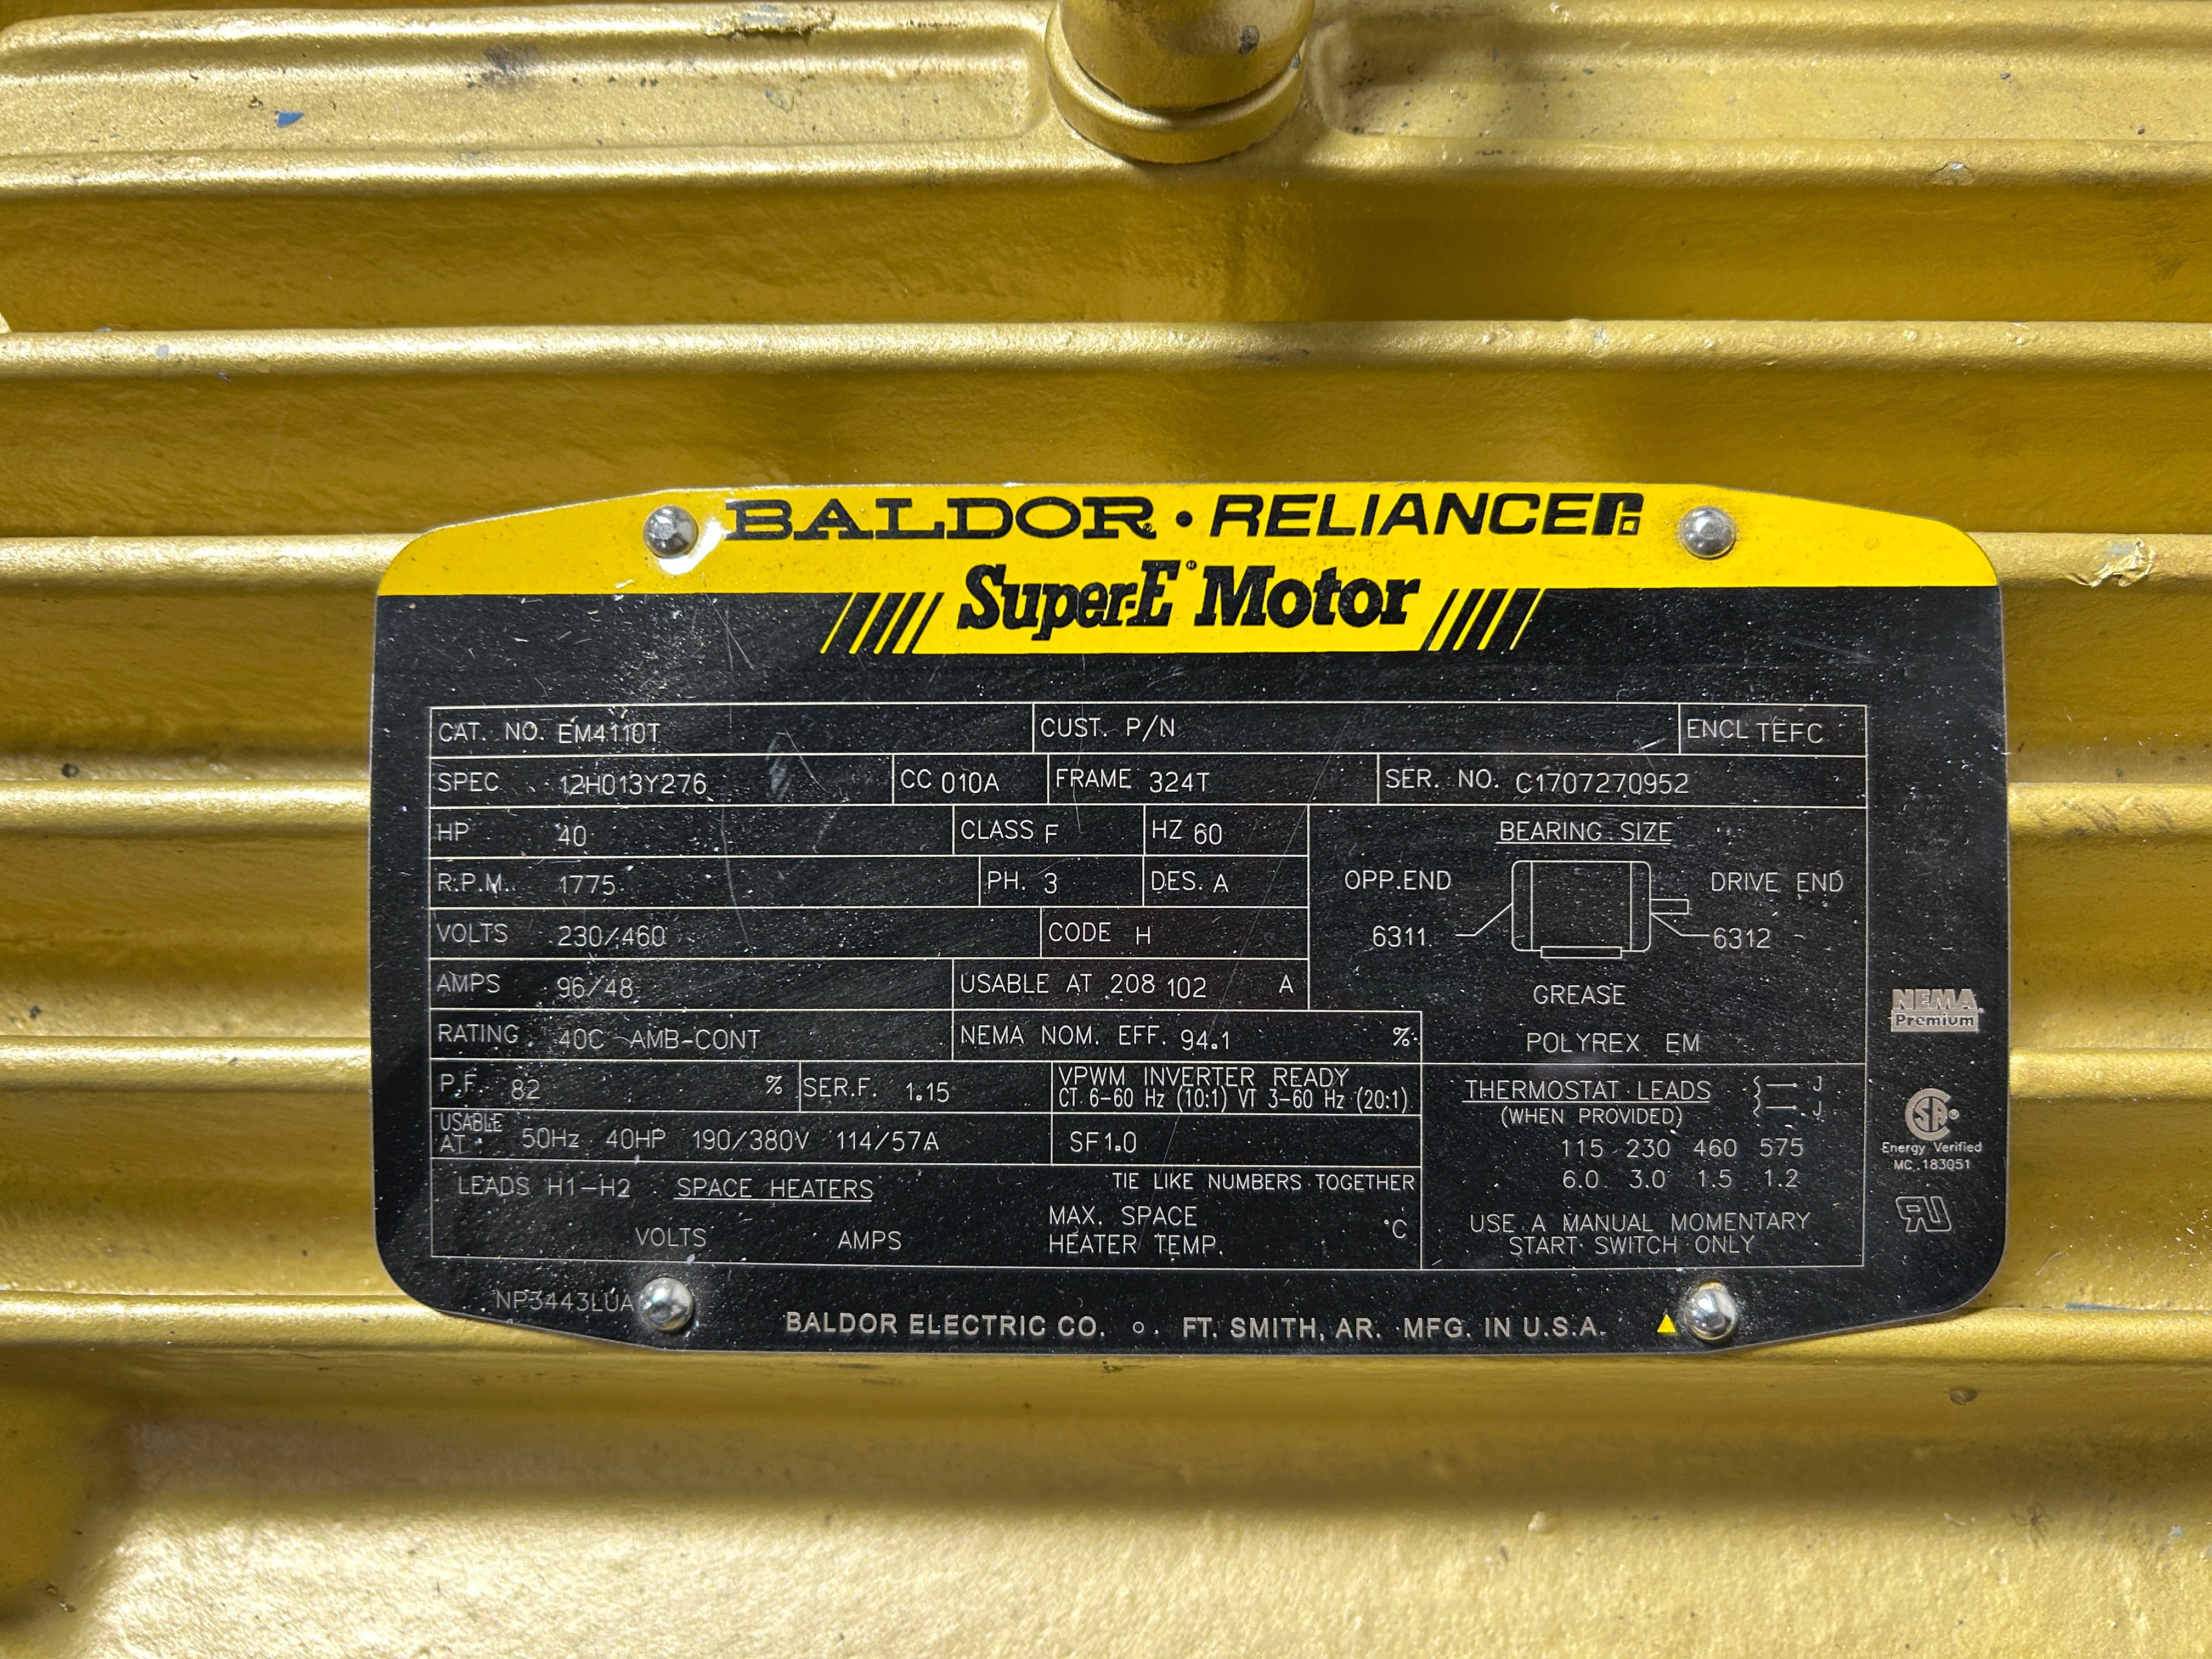 BALDOR • RELIANCER
Super-E Motor
CAT. NO. EM4110T CUST. P/N ENCL TEFC
SPEC 12H013Y276 CC 010A FRAME 324T SER. NO. C1707270952
HP 40 CLASS F HZ 60
R.P.M. 1775 PH. 3 DES. A
VOLTS 230/460 CODE H
AMPS 96/48 USABLE AT 208 102 A
RATING 40C AMB-CONT NEMA NOM. EFF. 94.1 %
P.F. 82 % SER.F. 1.15 VPWM INVERTER READY
CT 6-60 Hz (10:1) VT 3-60 Hz (20:1)
USABLE
AT 50Hz 40HP 190/380V 114/57A SF1.0
LEADS H1-H2 SPACE HEATERS TIE LIKE NUMBERS TOGETHER
VOLTS AMPS MAX. SPACE
HEATER TEMP. °C
BEARING SIZE
OPP.END DRIVE END
6311 6312
GREASE
POLYREX EM
THERMOSTAT LEADS J
(WHEN PROVIDED) J
115 230 460 575
6.0 3.0 1.5 1.2
USE A MANUAL MOMENTARY
START SWITCH ONLY
NEMA
Premium
SA®
Energy Verified
MC 183051
RU
NP3443LUA
BALDOR ELECTRIC CO. FT. SMITH, AR. MFG. IN U.S.A.